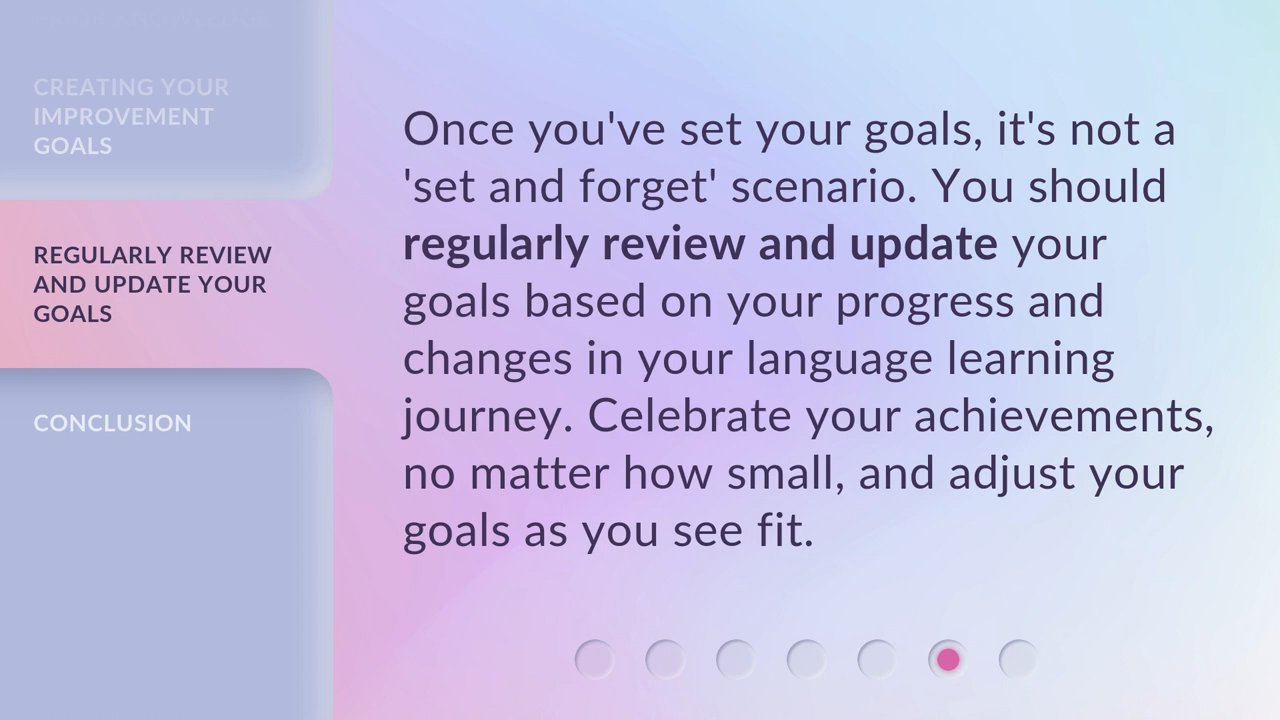 CREATING YOUR
IMPROVEMENT
GOALS
REGULARLY REVIEW
AND UPDATE YOUR
GOALS
CONCLUSION
Once you've set your goals, it's not a
'set and forget' scenario. You should
regularly review and update your
goals based on your progress and
changes in your language learning
journey. Celebrate your achievements,
no matter how small, and adjust your
goals as you see fit.